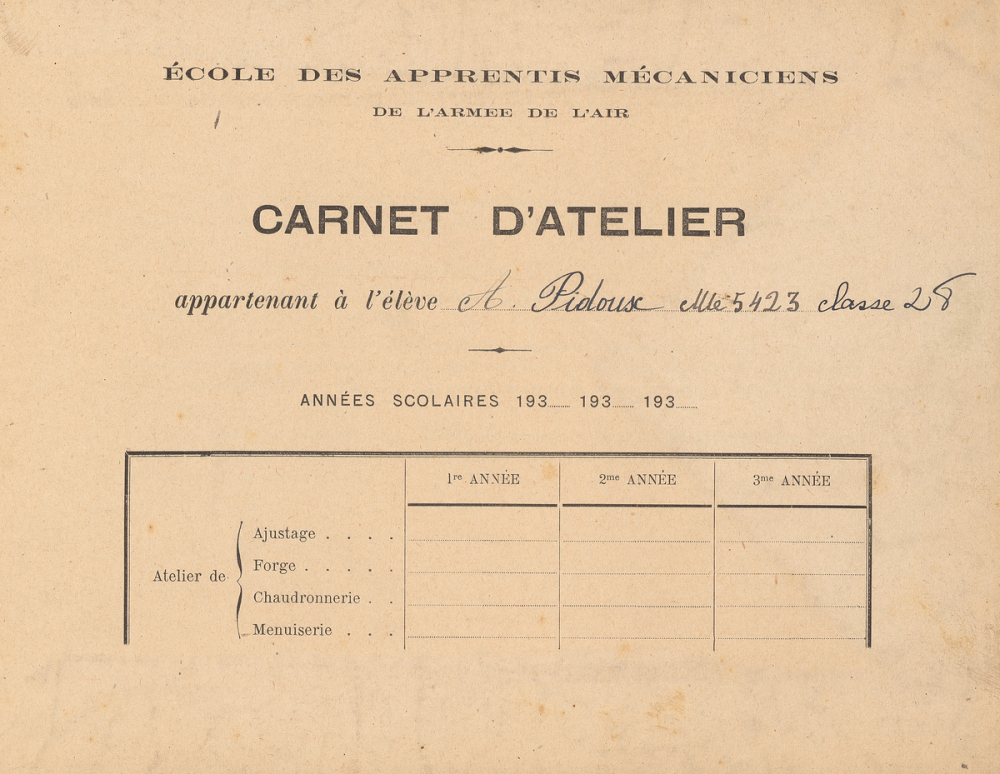 ÉCOLE DES APPRENTIS MÉCANICIENS
DE L'ARMEE DE L'AIR
CARNET D'ATELIER
appartenant à l'élève A. Pidoux Mle 5423 classe 28
ANNÉES SCOLAIRES 193...... 193...... 193......
1re ANNÉE 2me ANNÉE 3me ANNÉE
Atelier de
Ajustage . . . .
Forge . . . . .
Chaudronnerie . .
Menuiserie . . .